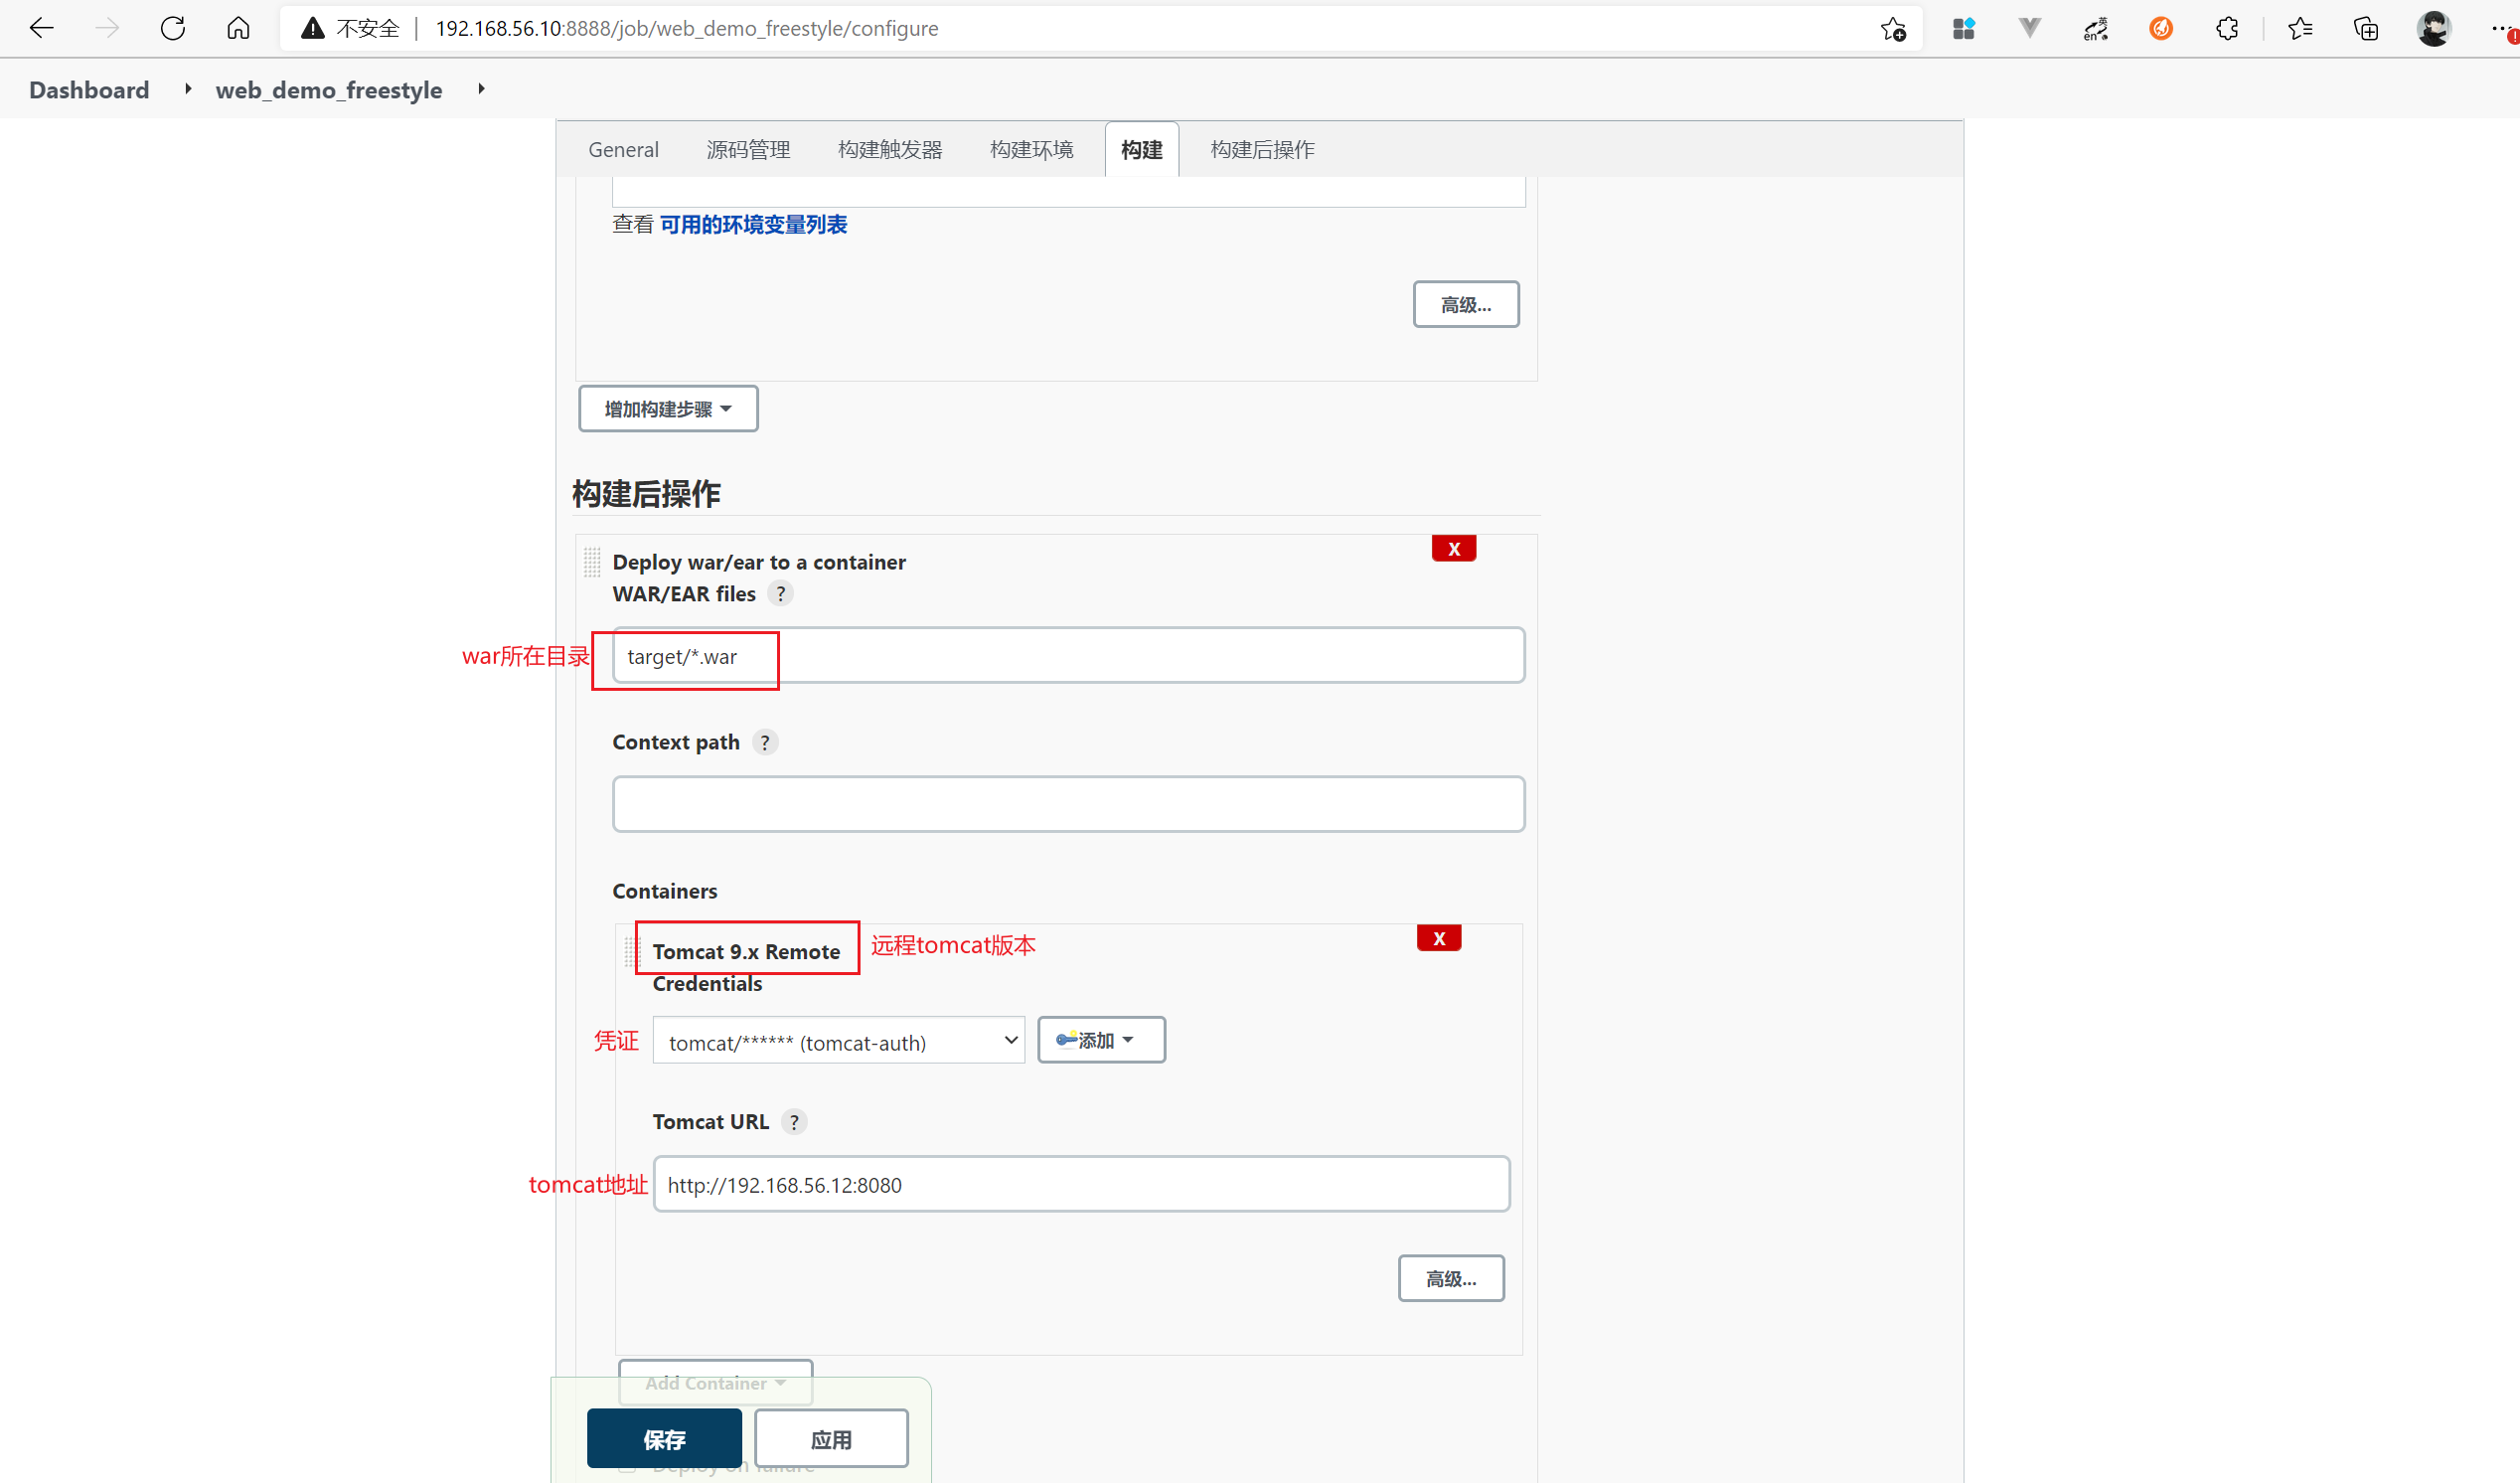 不安全 192.168.56.10:8888/job/web_demo_freestyle/configure
Dashboard web_demo_freestyle
General 源码管理 构建触发器 构建环境 构建 构建后操作
查看 可用的环境变量列表
高级...
增加构建步骤
构建后操作
X
Deploy war/ear to a container
WAR/EAR files ?
war所在目录 target/*.war
Context path ?
Containers
X
Tomcat 9.x Remote 远程tomcat版本
Credentials
凭证 tomcat/****** (tomcat-auth) 添加
Tomcat URL ?
tomcat地址 http://192.168.56.12:8080
高级...
Add Container
保存 应用
Deploy on failure